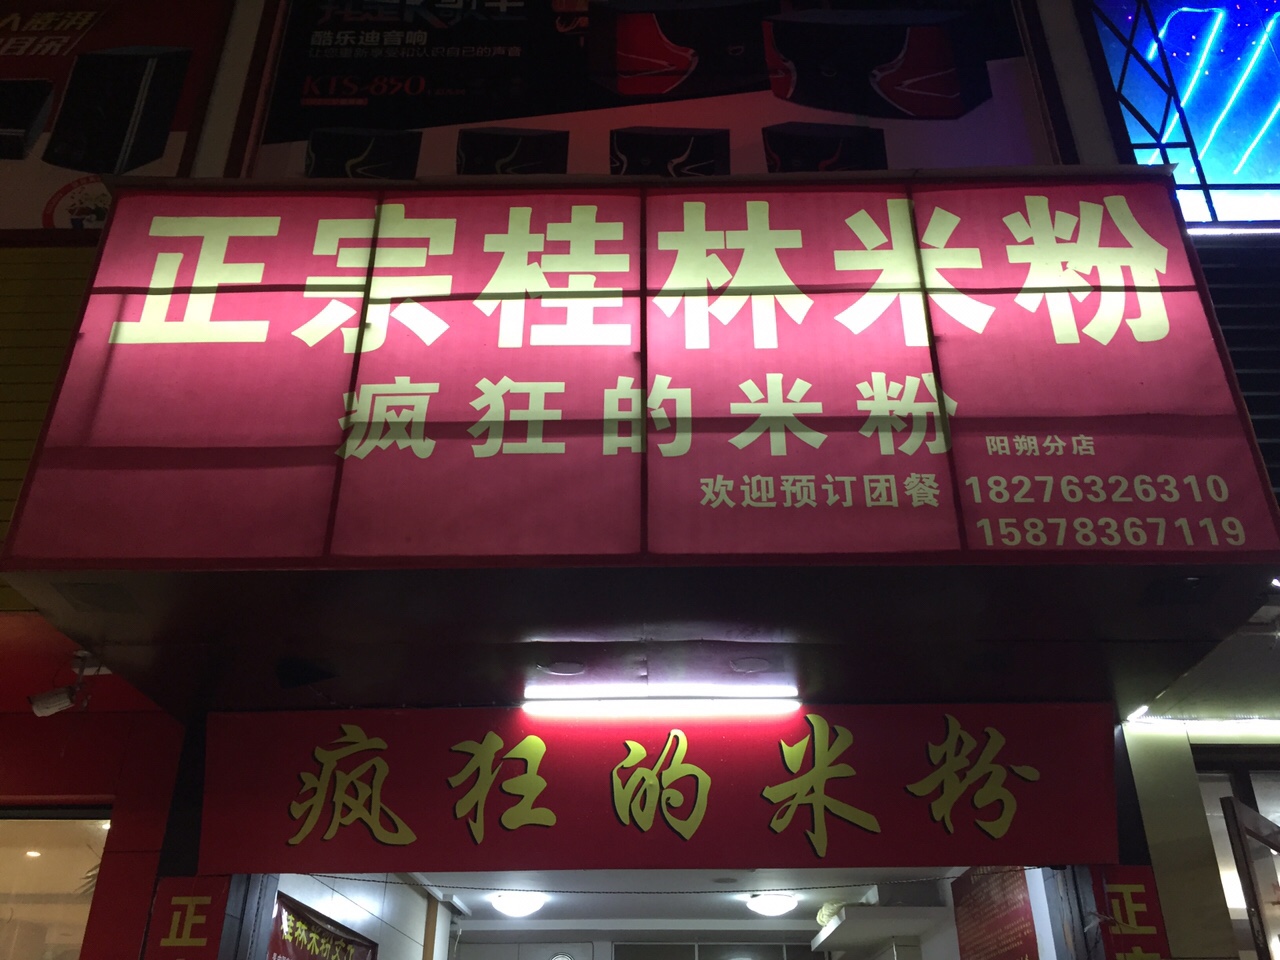 酷乐迪音响
KTS-850
正宗桂林米粉
疯狂的米粉
阳朔分店
欢迎预订团餐 18276326310
15878367119
疯狂的米粉
正
正